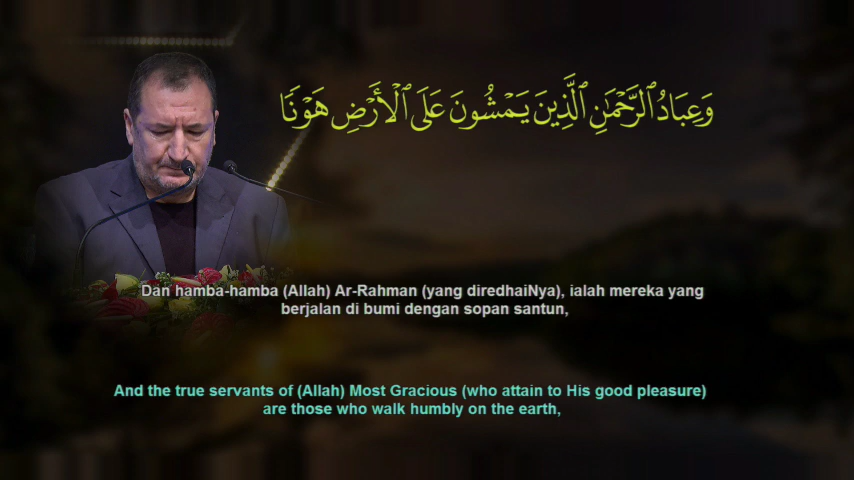 وَعِبَادُ ٱلرَّحْمَٰنِ ٱلَّذِينَ يَمْشُونَ عَلَى ٱلْأَرْضِ هَوْنًا
Dan hamba-hamba (Allah) Ar-Rahman (yang diredhaiNya), ialah mereka yang
berjalan di bumi dengan sopan santun,
And the true servants of (Allah) Most Gracious (who attain to His good pleasure)
are those who walk humbly on the earth,